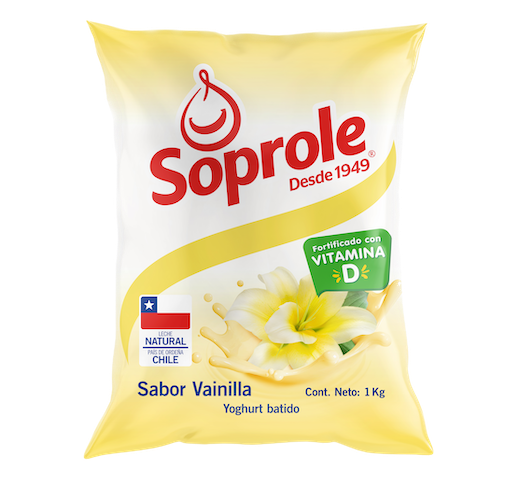 Soprole
Desde 1949®
Fortificado con
VITAMINA
D
LECHE
NATURAL
PAÍS DE ORDEÑA
CHILE
Sabor Vainilla
Cont. Neto: 1 Kg
Yoghurt batido